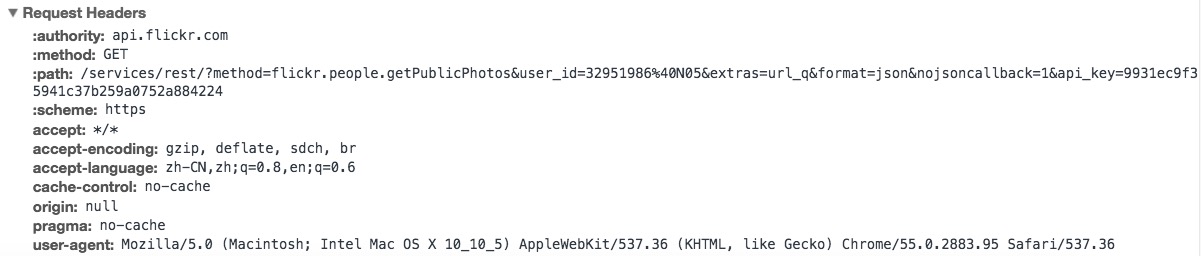 ▼ Request Headers
:authority: api.flickr.com
:method: GET
:path: /services/rest/?method=flickr.people.getPublicPhotos&user_id=32951986%40N05&extras=url_q&format=json&nojsoncallback=1&api_key=9931ec9f3
5941c37b259a0752a884224
:scheme: https
accept: */*
accept-encoding: gzip, deflate, sdch, br
accept-language: zh-CN,zh;q=0.8,en;q=0.6
cache-control: no-cache
origin: null
pragma: no-cache
user-agent: Mozilla/5.0 (Macintosh; Intel Mac OS X 10_10_5) AppleWebKit/537.36 (KHTML, like Gecko) Chrome/55.0.2883.95 Safari/537.36